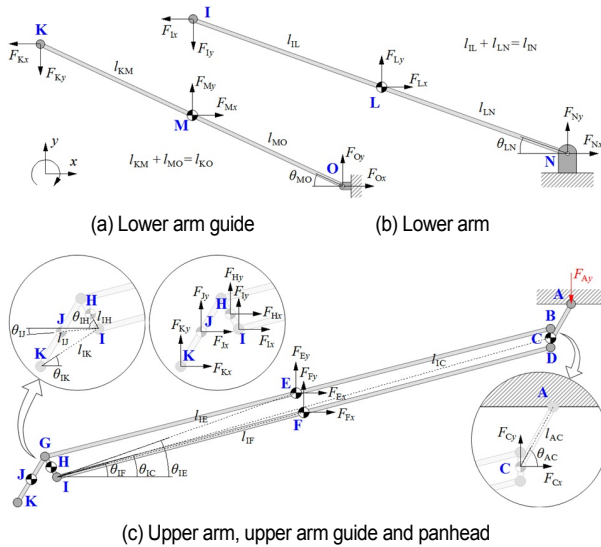 K
F_Kx
F_Ky
l_KM
F_My
F_Mx
M
l_MO
l_KM + l_MO = l_KO
F_Oy
O
θ_MO
F_Ox
y
x
(a) Lower arm guide
I
F_Ix
F_Iy
l_IL
l_IL + l_LN = l_IN
F_Ly
F_Lx
L
l_LN
θ_LN
F_Ny
F_Nx
N
(b) Lower arm
H
J
θ_IH
l_IH
θ_IJ
l_IJ
I
K
l_IK
θ_IK
F_Hy
F_Jy
F_Iy
H
F_Hx
F_Ky
J
F_Jx
I
F_Ix
K
F_Kx
A
F_Ay
B
C
D
l_IC
F_Ey
E
F_Fy
F_Ex
F
F_Fx
l_IE
l_IF
G
H
J
I
K
θ_IF
θ_IC
θ_IE
A
F_Cy
l_AC
C
θ_AC
F_Cx
(c) Upper arm, upper arm guide and panhead